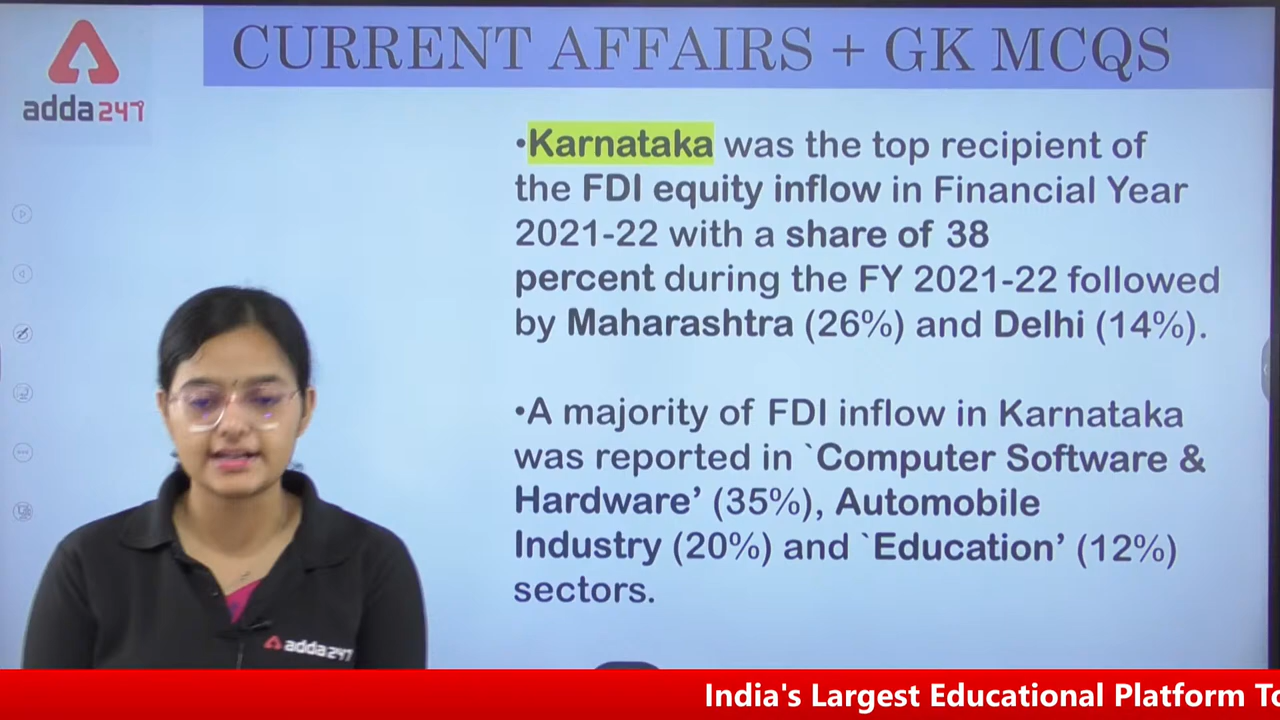 CURRENT AFFAIRS + GK MCQS
adda247
•Karnataka was the top recipient of
the FDI equity inflow in Financial Year
2021-22 with a share of 38
percent during the FY 2021-22 followed
by Maharashtra (26%) and Delhi (14%).
•A majority of FDI inflow in Karnataka
was reported in `Computer Software &
Hardware’ (35%), Automobile
Industry (20%) and `Education’ (12%)
sectors.
adda247
India's Largest Educational Platform